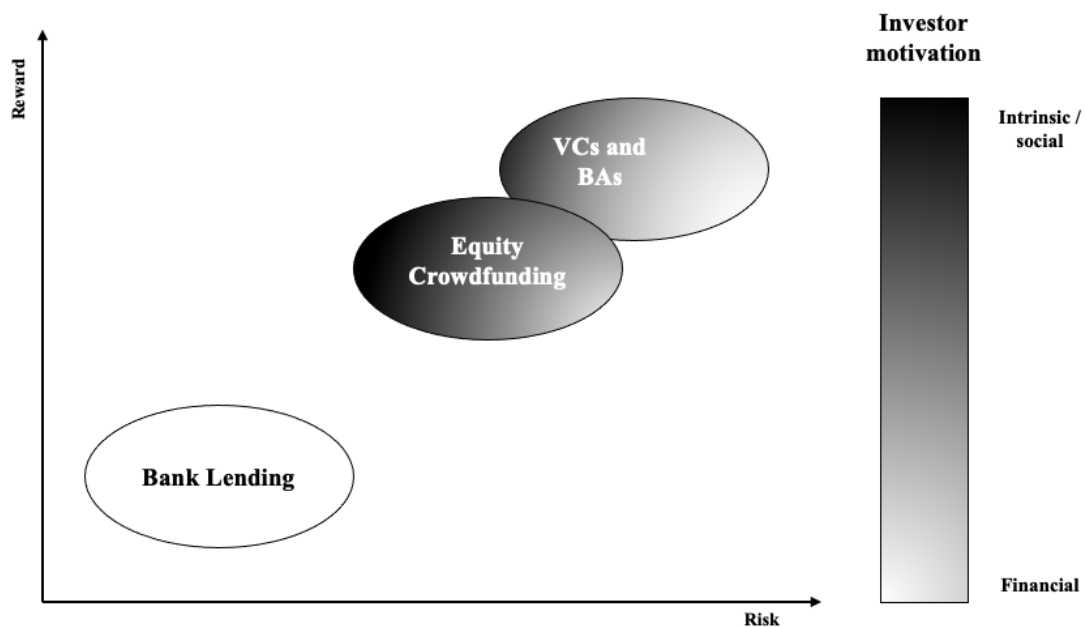 Investor
motivation
Reward
Intrinsic /
social
VCs and
BAs
Equity
Crowdfunding
Bank Lending
Financial
Risk